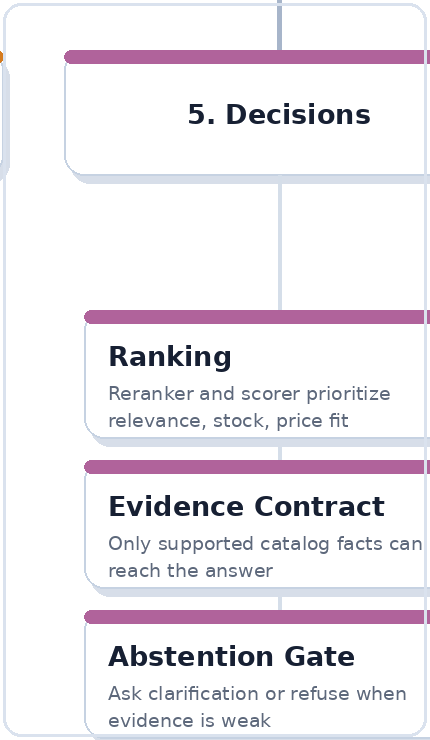 5. Decisions
Ranking
Reranker and scorer prioritize
relevance, stock, price fit
Evidence Contract
Only supported catalog facts can
reach the answer
Abstention Gate
Ask clarification or refuse when
evidence is weak